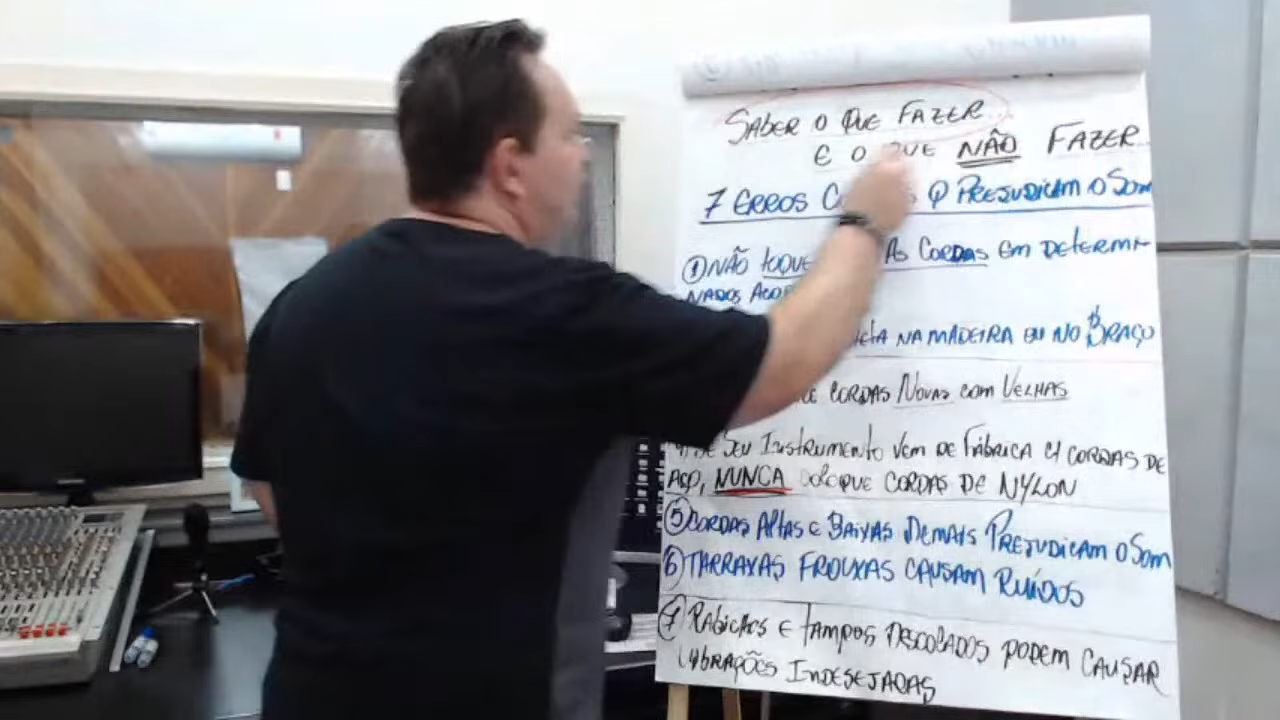 SABER O QUE FAZER
E O QUE NÃO FAZER
7 ERROS Q PREJUDICAM O SOM
① NÃO TOQUE AS CORDAS EM DETERMI-
NADOS
NA MADEIRA OU NO BRAÇO
CORDAS NOVAS COM VELHAS
SEU INSTRUMENTO VEM DE FÁBRICA C/ CORDAS DE
AÇO, NUNCA COLOQUE CORDAS DE NYLON
⑤ CORDAS ALTAS E BAIXAS DEMAIS PREJUDICAM O SOM
⑥ TARRAXAS FROUXAS CAUSAM RUÍDOS
⑦ RABICHOS E TAMPOS DESCOLADOS PODEM CAUSAR
VIBRAÇÕES INDESEJADAS